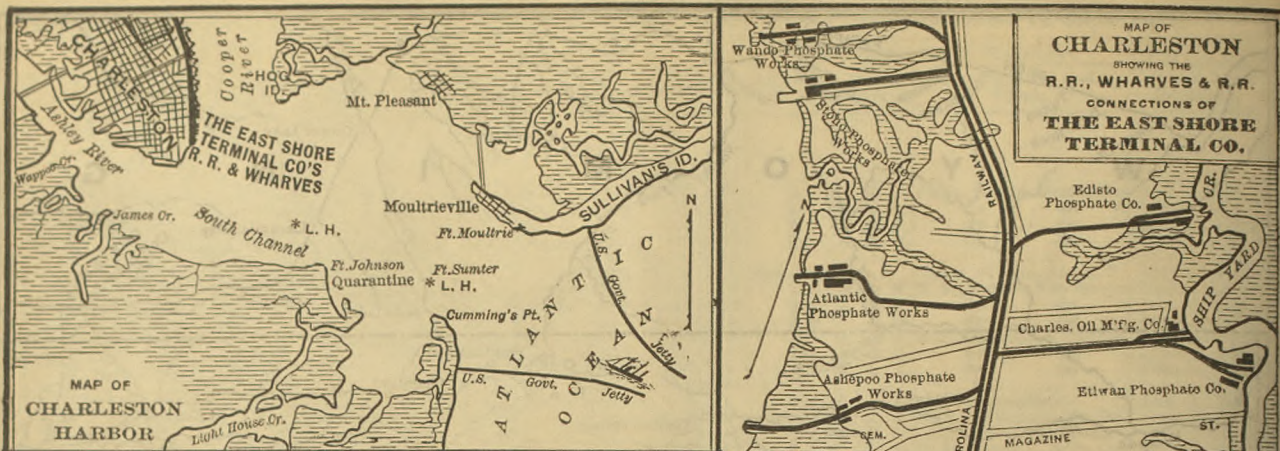 CHARLESTON
Cooper
River
HOG
ID.
Mt. Pleasant
Ashley River
THE EAST SHORE
TERMINAL CO'S
R. R. & WHARVES
Wappoo Cr.
James Cr.
South Channel
* L. H.
Moultrieville
Ft. Moultrie
SULLIVAN'S ID.
N
Ft. Johnson
Quarantine
Ft. Sumter
* L. H.
Cumming's Pt.
U.S. Govt. Jetty
U.S. Govt. Jetty
ATLANTIC
OCEAN
Light House Cr.
MAP OF
CHARLESTON
HARBOR
MAP OF
CHARLESTON
SHOWING THE
R.R., WHARVES & R.R.
CONNECTIONS OF
THE EAST SHORE
TERMINAL CO.
Wando Phosphate
Works
Phosphate
Works
RAILWAY
Edisto
Phosphate Co.
CR.
SHIP YARD
N
Atlantic
Phosphate Works
Charles. Oil M'f'g. Co.
Ashepoo Phosphate
Works
Etiwan Phosphate Co.
CEM.
ROLINA
MAGAZINE
ST.